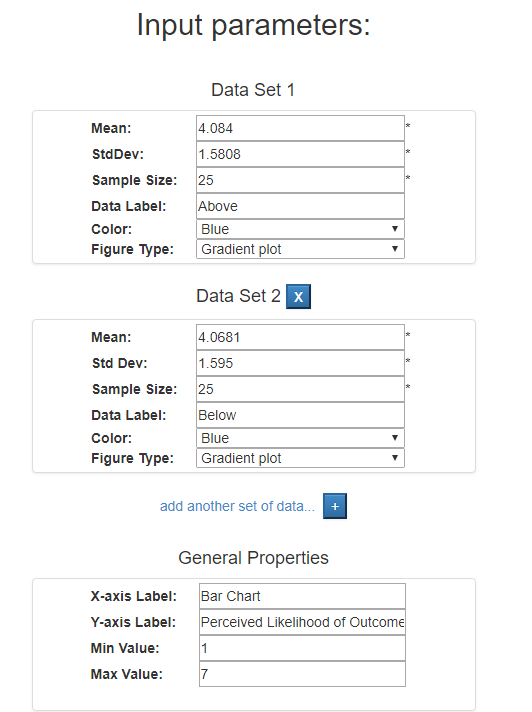 Input parameters:
Data Set 1
Mean: 4.084 *
StdDev: 1.5808 *
Sample Size: 25 *
Data Label: Above
Color: Blue ▼
Figure Type: Gradient plot ▼
Data Set 2 X
Mean: 4.0681 *
Std Dev: 1.595 *
Sample Size: 25 *
Data Label: Below
Color: Blue ▼
Figure Type: Gradient plot ▼
add another set of data... +
General Properties
X-axis Label: Bar Chart
Y-axis Label: Perceived Likelihood of Outcome
Min Value: 1
Max Value: 7